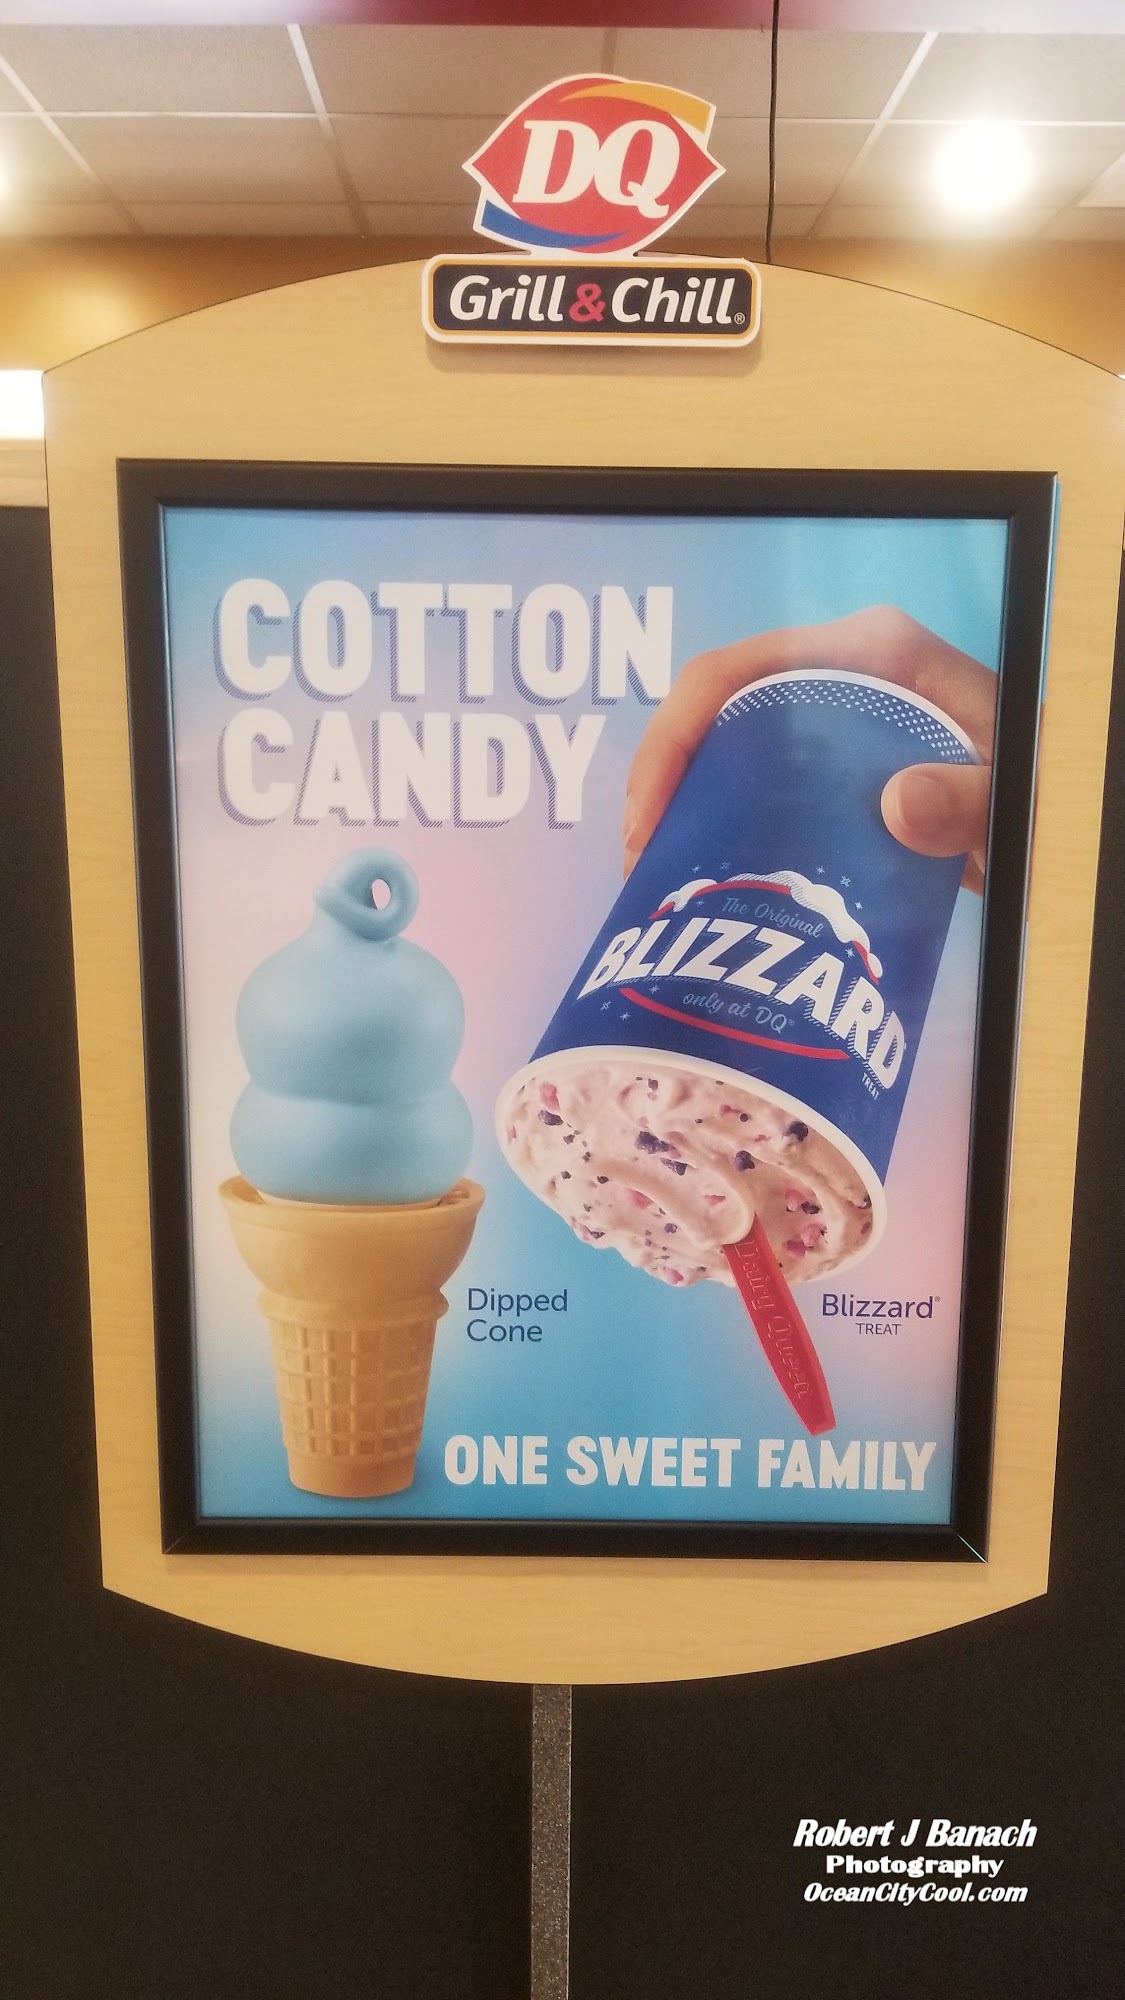 DQ
Grill & Chill®
COTTON
CANDY
The Original
BLIZZARD
only at DQ®
TREAT
Dairy Queen
Dipped
Cone
Blizzard®
TREAT
ONE SWEET FAMILY
Robert J Banach
Photography
OceanCityCool.com